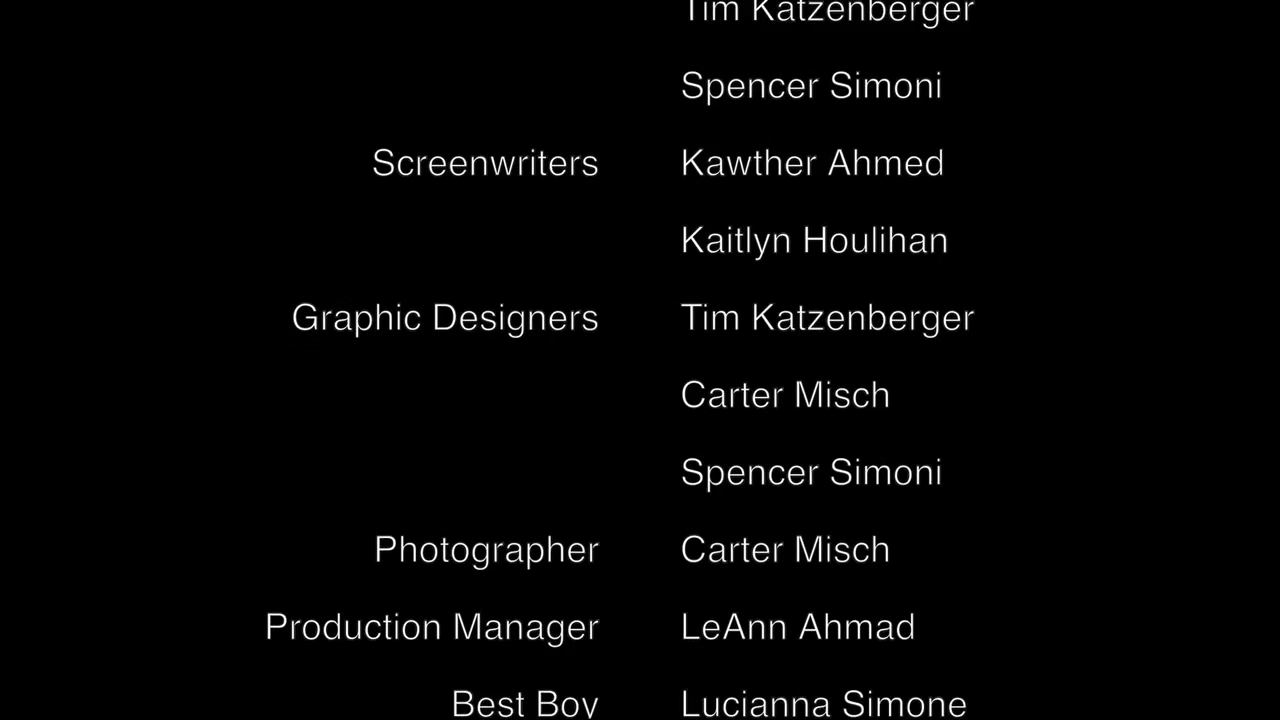 Tim Katzenberger
Spencer Simoni
Screenwriters Kawther Ahmed
Kaitlyn Houlihan
Graphic Designers Tim Katzenberger
Carter Misch
Spencer Simoni
Photographer Carter Misch
Production Manager LeAnn Ahmad
Best Boy Lucianna Simone